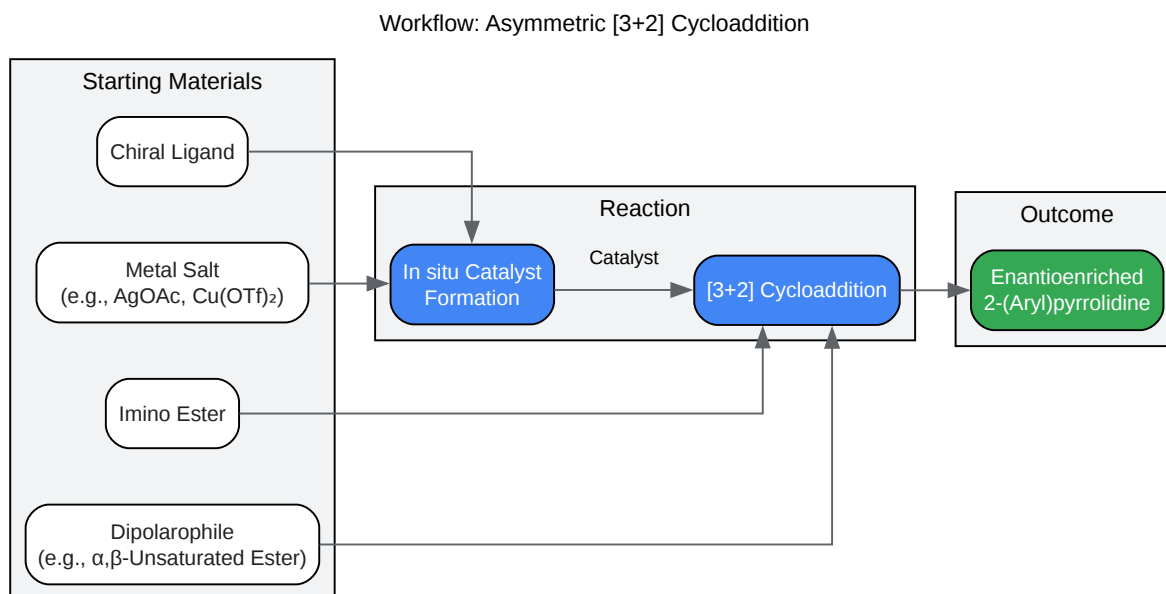 Workflow: Asymmetric [3+2] Cycloaddition
Starting Materials
Chiral Ligand
Metal Salt
(e.g., AgOAc, Cu(OTf)₂)
Imino Ester
Dipolarophile
(e.g., α,β-Unsaturated Ester)
Reaction
In situ Catalyst
Formation
Catalyst
[3+2] Cycloaddition
Outcome
Enantioenriched
2-(Aryl)pyrrolidine